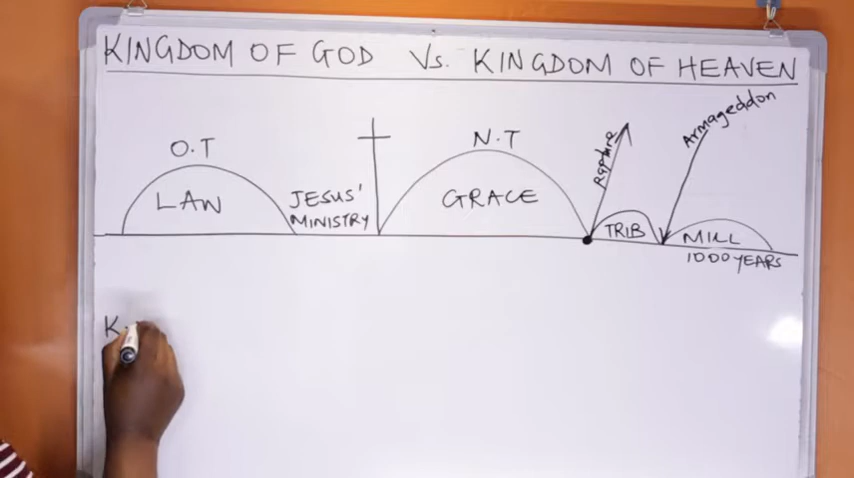 KINGDOM OF GOD Vs. KINGDOM OF HEAVEN
O.T
LAW
JESUS'
MINISTRY
N.T
GRACE
Rapture
TRIB
Armageddon
MILL
1000 YEARS
K